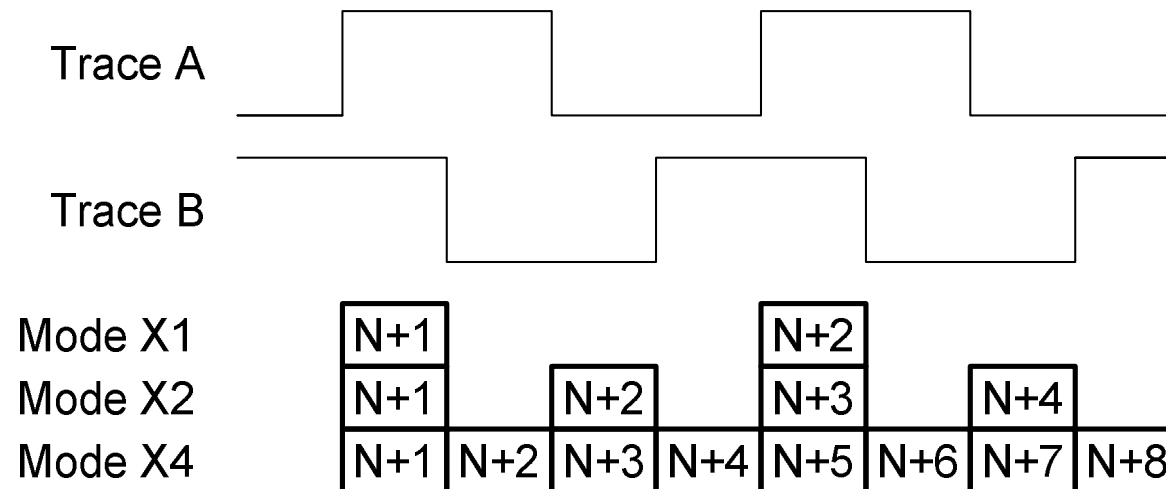 Trace A
Trace B
Mode X1 N+1 N+2
Mode X2 N+1 N+2 N+3 N+4
Mode X4 N+1 N+2 N+3 N+4 N+5 N+6 N+7 N+8